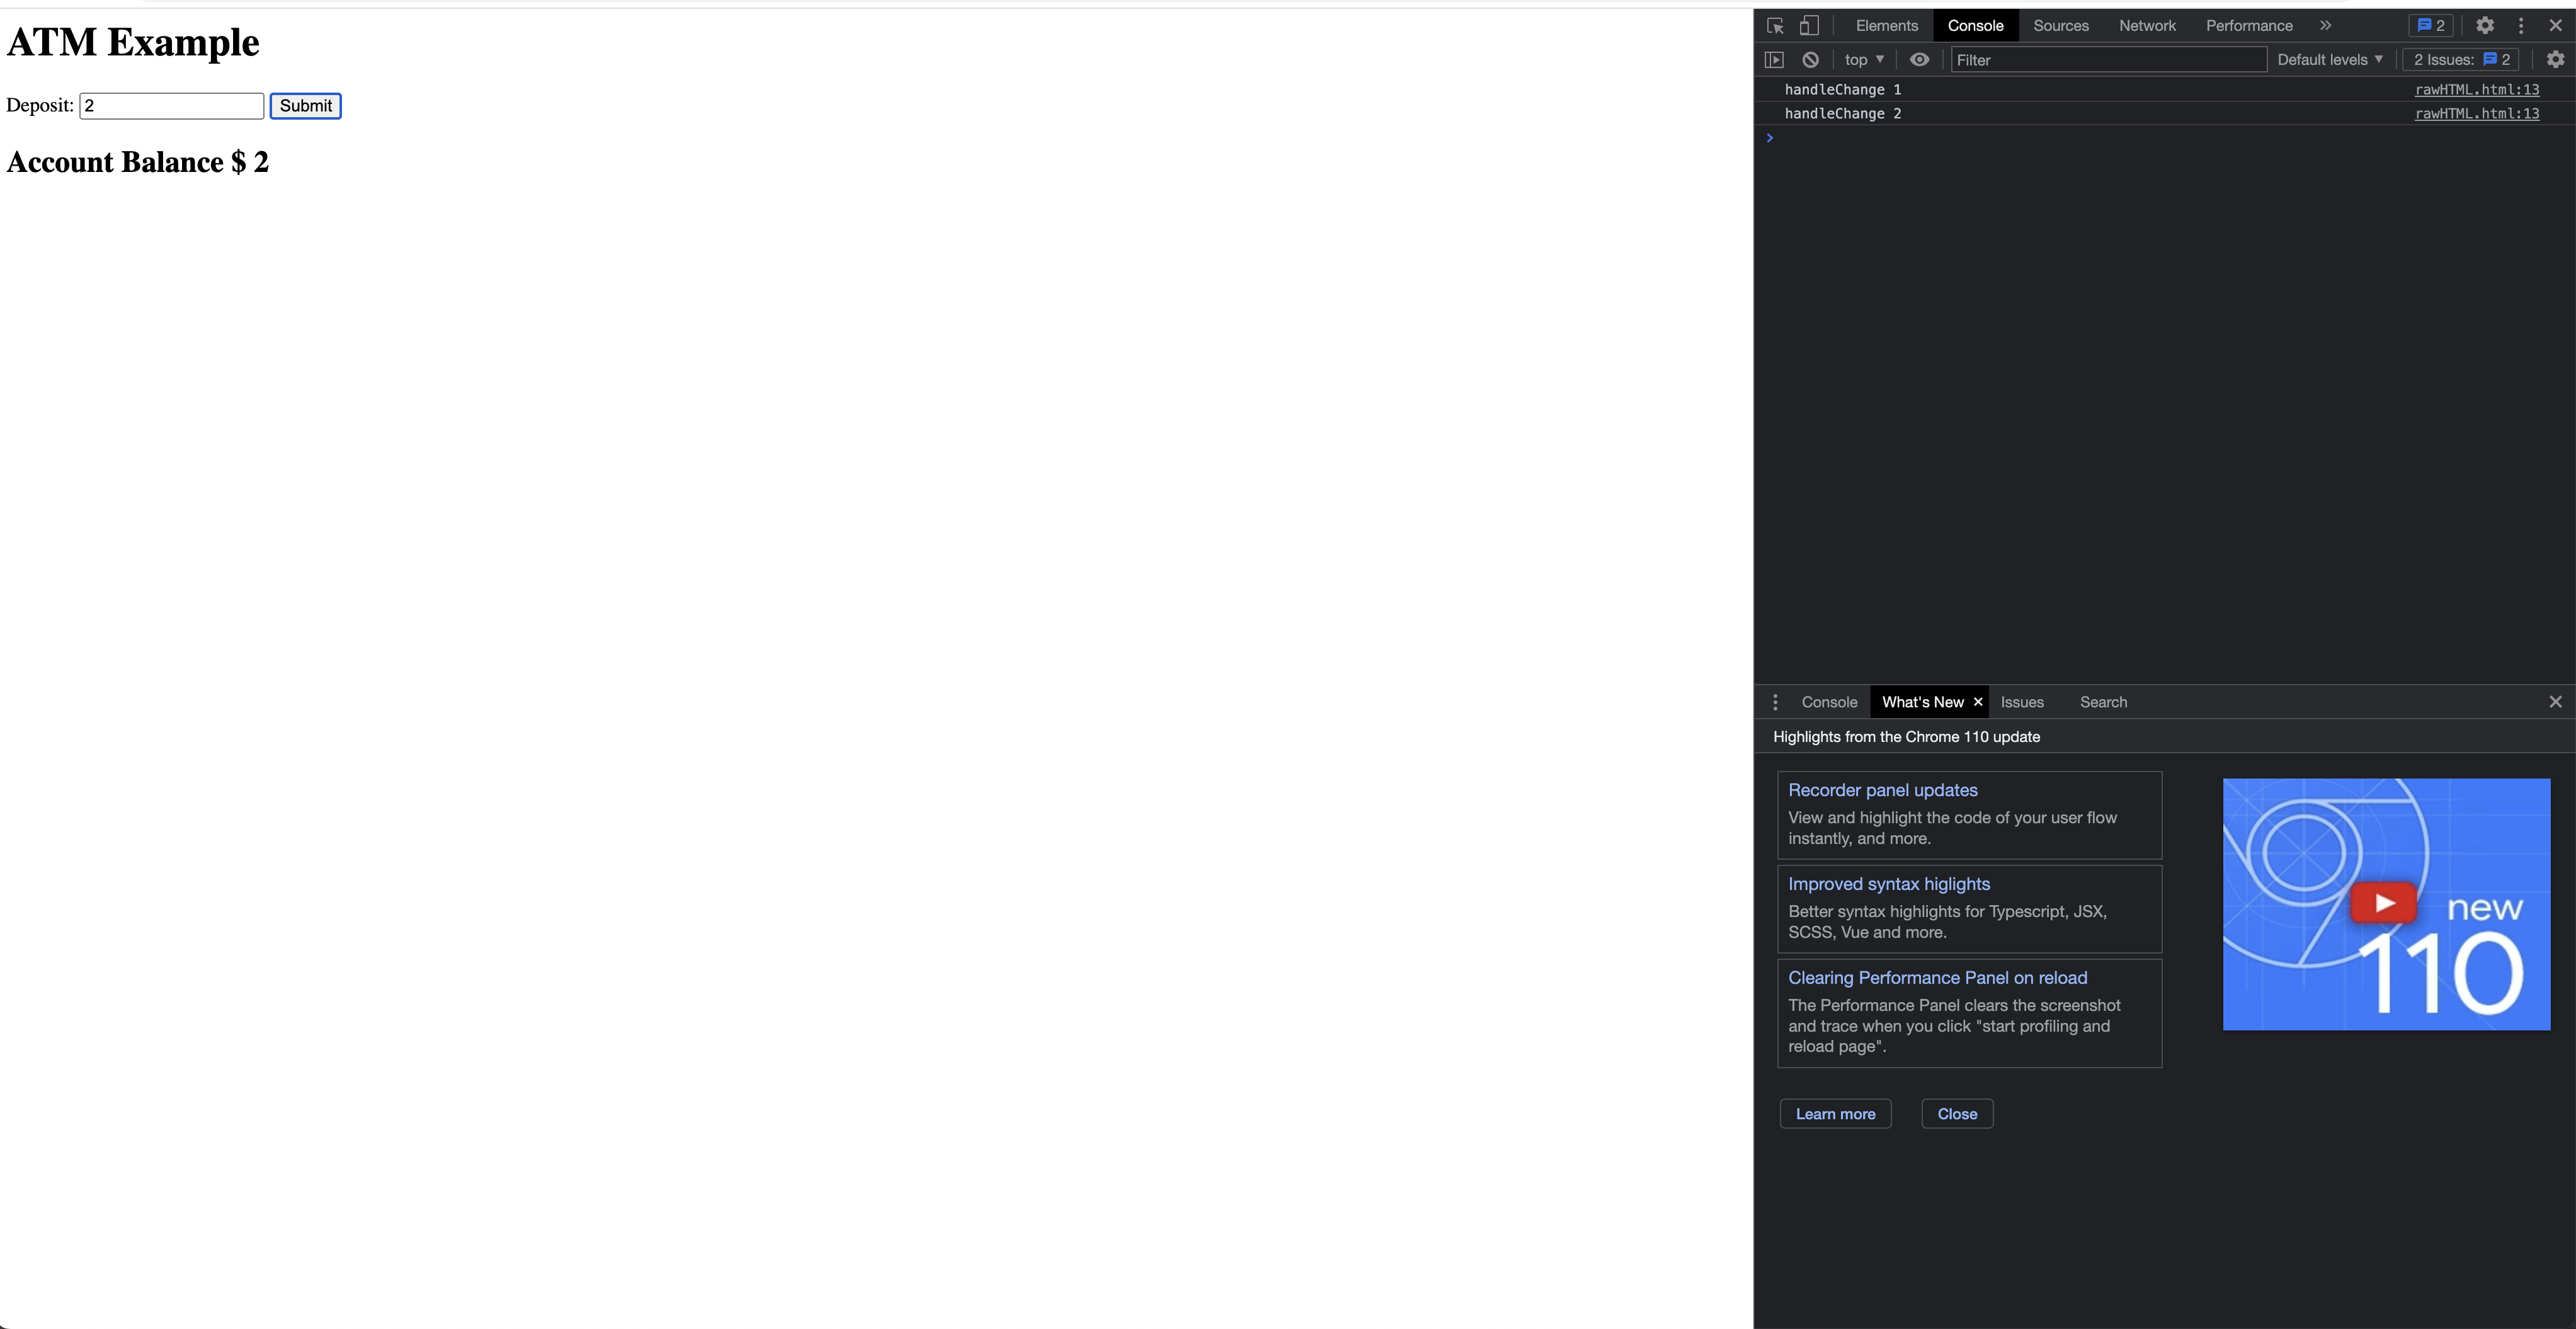 ATM Example
Deposit: 2 Submit
Account Balance $ 2
Elements Console Sources Network Performance 2
top Filter Default levels 2 Issues: 2
handleChange 1 rawHTML.html:13
handleChange 2 rawHTML.html:13
Console What's New Issues Search
Highlights from the Chrome 110 update
Recorder panel updates
View and highlight the code of your user flow
instantly, and more.
Improved syntax higlights
Better syntax highlights for Typescript, JSX,
SCSS, Vue and more.
Clearing Performance Panel on reload
The Performance Panel clears the screenshot
and trace when you click "start profiling and
reload page".
new
110
Learn more Close